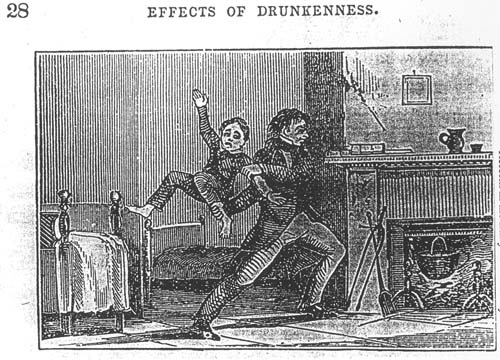 28
EFFECTS OF DRUNKENNESS.